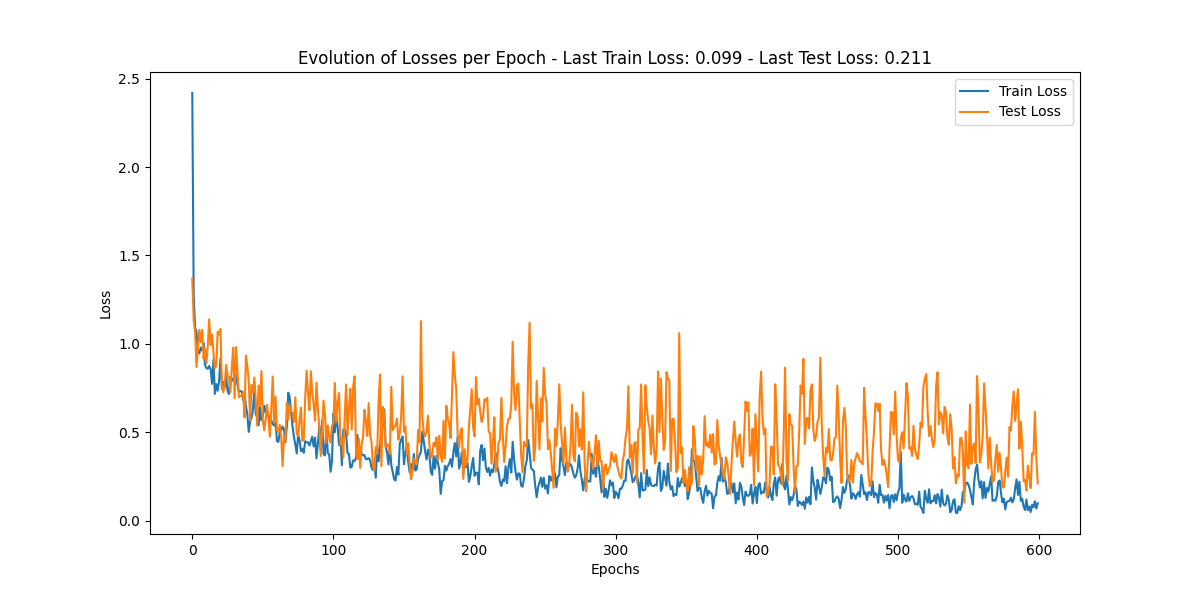 Evolution of Losses per Epoch - Last Train Loss: 0.099 - Last Test Loss: 0.211
Train Loss
Test Loss
2.5
2.0
1.5
1.0
0.5
0.0
Loss
0 100 200 300 400 500 600
Epochs